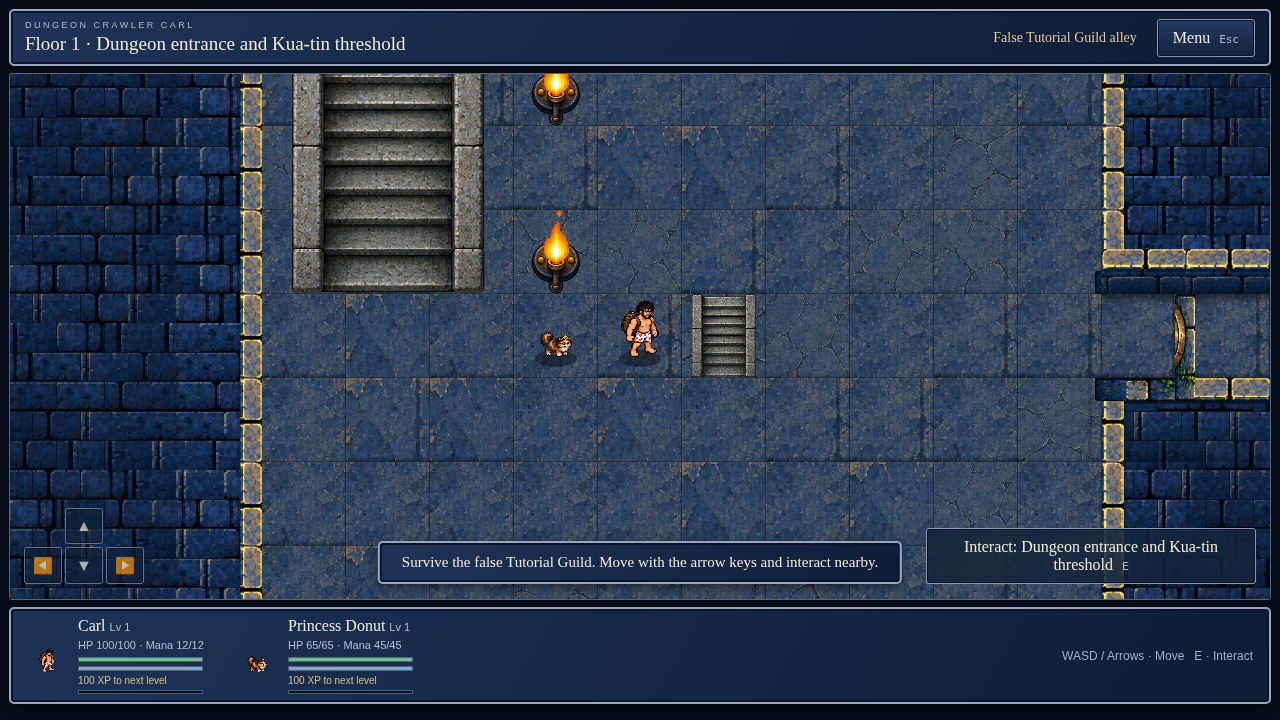 DUNGEON CRAWLER CARL
Floor 1 · Dungeon entrance and Kua-tin threshold
False Tutorial Guild alley
Menu Esc
Survive the false Tutorial Guild. Move with the arrow keys and interact nearby.
Interact: Dungeon entrance and Kua-tin
threshold E
Carl Lv 1
HP 100/100 · Mana 12/12
100 XP to next level
Princess Donut Lv 1
HP 65/65 · Mana 45/45
100 XP to next level
WASD / Arrows · Move E · Interact